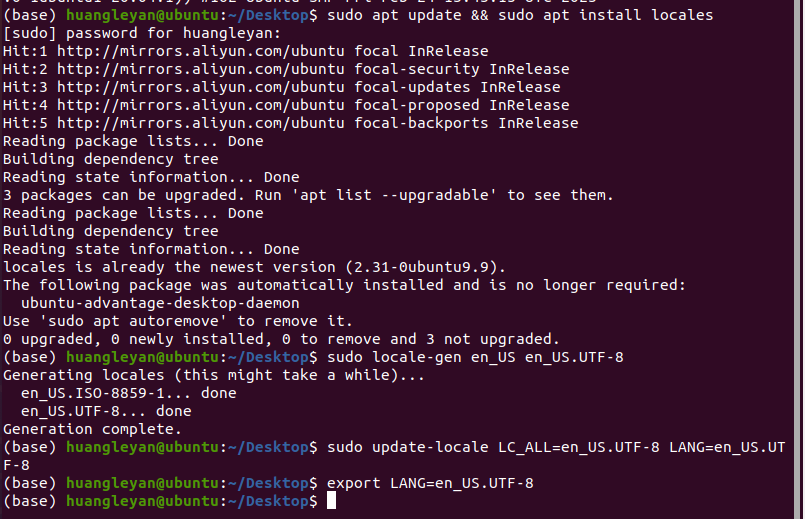 (base) huangleyan@ubuntu:~/Desktop$ sudo apt update && sudo apt install locales
[sudo] password for huangleyan:
Hit:1 http://mirrors.aliyun.com/ubuntu focal InRelease
Hit:2 http://mirrors.aliyun.com/ubuntu focal-security InRelease
Hit:3 http://mirrors.aliyun.com/ubuntu focal-updates InRelease
Hit:4 http://mirrors.aliyun.com/ubuntu focal-proposed InRelease
Hit:5 http://mirrors.aliyun.com/ubuntu focal-backports InRelease
Reading package lists... Done
Building dependency tree
Reading state information... Done
3 packages can be upgraded. Run 'apt list --upgradable' to see them.
Reading package lists... Done
Building dependency tree
Reading state information... Done
locales is already the newest version (2.31-0ubuntu9.9).
The following package was automatically installed and is no longer required:
  ubuntu-advantage-desktop-daemon
Use 'sudo apt autoremove' to remove it.
0 upgraded, 0 newly installed, 0 to remove and 3 not upgraded.
(base) huangleyan@ubuntu:~/Desktop$ sudo locale-gen en_US en_US.UTF-8
Generating locales (this might take a while)...
  en_US.ISO-8859-1... done
  en_US.UTF-8... done
Generation complete.
(base) huangleyan@ubuntu:~/Desktop$ sudo update-locale LC_ALL=en_US.UTF-8 LANG=en_US.UT
F-8
(base) huangleyan@ubuntu:~/Desktop$ export LANG=en_US.UTF-8
(base) huangleyan@ubuntu:~/Desktop$